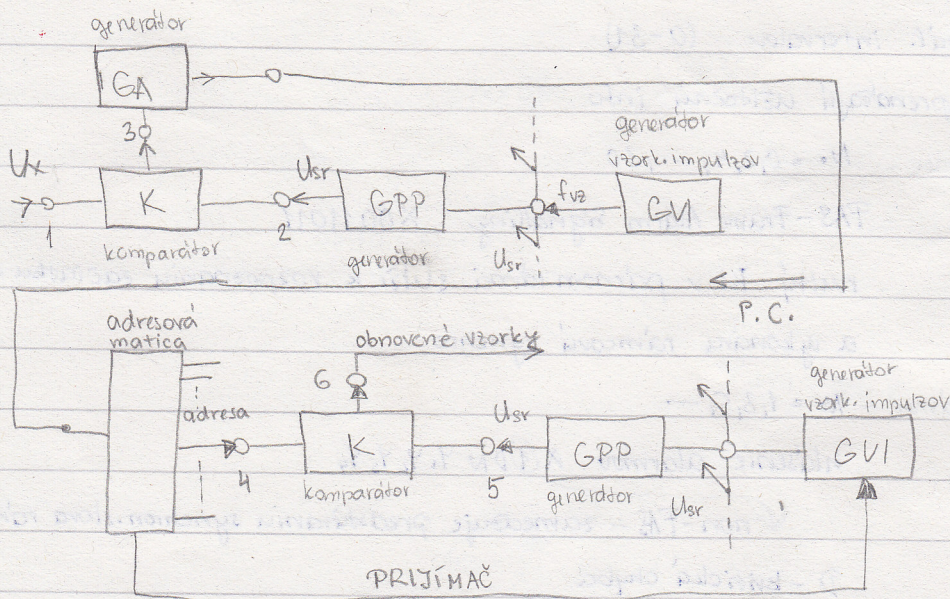 generátor
GA
3
Ux
1
K
komparátor
2
Usr
GPP
generátor
fvz
Usr
generátor
vzork.impulzov
GVI
P.C.
adresová
matica
adresa
4
obnovené vzorky
6
K
komparátor
5
Usr
GPP
generátor
Usr
generátor
vzork. impulzov
GVI
PRIJÍMAČ